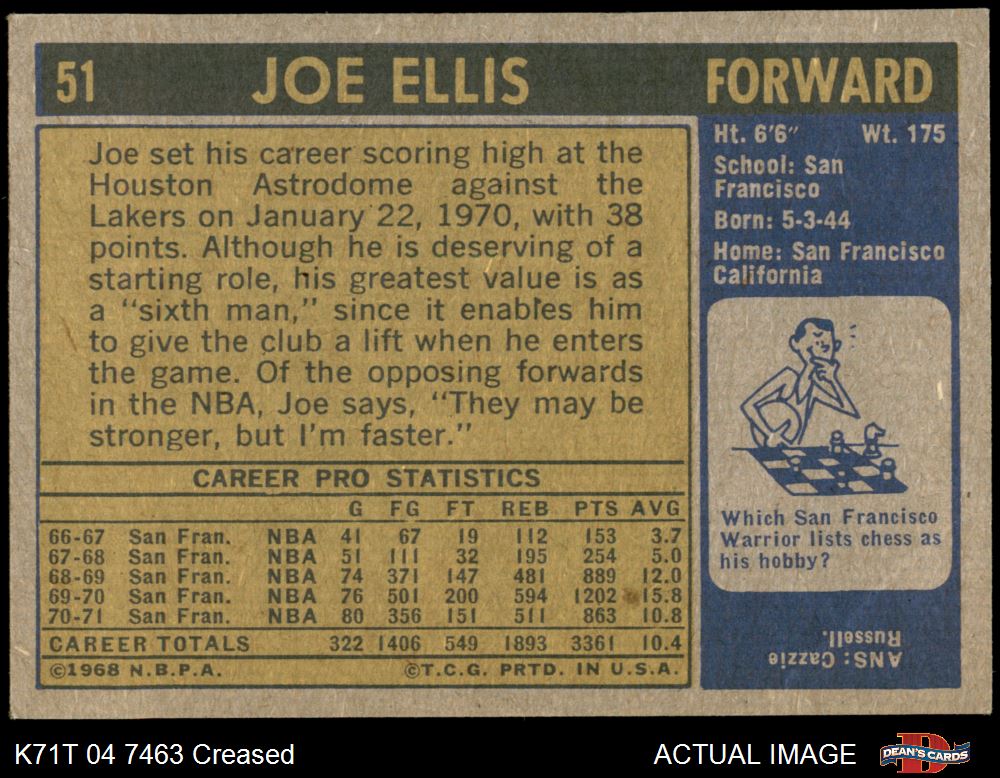 51 JOE ELLIS FORWARD
Joe set his career scoring high at the
Houston Astrodome against the
Lakers on January 22, 1970, with 38
points. Although he is deserving of a
starting role, his greatest value is as
a "sixth man," since it enables him
to give the club a lift when he enters
the game. Of the opposing forwards
in the NBA, Joe says, "They may be
stronger, but I'm faster."
CAREER PRO STATISTICS
G FG FT REB PTS AVG
66-67 San Fran. NBA 41 67 19 112 153 3.7
67-68 San Fran. NBA 51 111 32 195 254 5.0
68-69 San Fran. NBA 74 371 147 481 889 12.0
69-70 San Fran. NBA 76 501 200 594 1202 15.8
70-71 San Fran. NBA 80 356 151 511 863 10.8
CAREER TOTALS 322 1406 549 1893 3361 10.4
©1968 N.B.P.A. ©T.C.G. PRTD. IN U.S.A.
Ht. 6'6" Wt. 175
School: San
Francisco
Born: 5-3-44
Home: San Francisco
California
Which San Francisco
Warrior lists chess as
his hobby?
ANS: Cazzie
Russell.
K71T 04 7463 Creased
ACTUAL IMAGE
DEAN'S CARDS